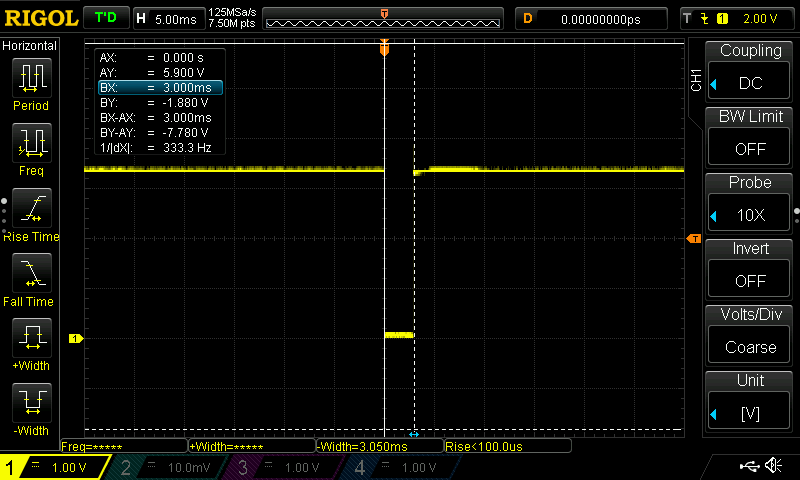 RIGOL T'D H 5.00ms 125MSa/s 7.50M pts T D 0.00000000ps T 1 2.00 V
Horizontal
Period
Freq
Rise Time
Fall Time
+Width
-Width
AX: = 0.000 s
AY: = 5.900 V
BX: = 3.000ms
BY: = -1.880 V
BX-AX: = 3.000ms
BY-AY: = -7.780 V
1/|dX|: = 333.3 Hz
T
T
1
CH1
Coupling
DC
BW Limit
OFF
Probe
10X
Invert
OFF
Volts/Div
Coarse
Unit
[V]
Freq=***** +Width=***** -Width=3.050ms Rise<100.0us
1 = 1.00 V 2 = 10.0mV 3 = 1.00 V 4 = 1.00 V